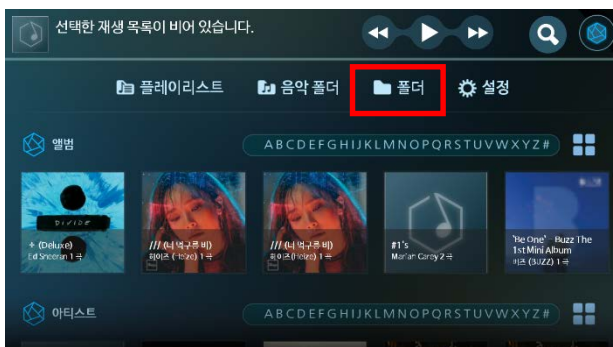 선택한 재생 목록이 비어 있습니다.
플레이리스트 음악 폴더 폴더 설정
앨범 ABCDEFGHIJKLMNOPQRSTUVWXYZ#
DIVIDE
÷ (Deluxe)
Ed Sheeran 1곡
/// (너 먹구름 비)
헤이즈 (Heize) 1곡
/// (너 먹구름 비)
헤이즈 (Heize) 1곡
#1's
Mariah Carey 2곡
'Be One' - Buzz The
1st Mini Album
버즈 (BUZZ) 1곡
아티스트 ABCDEFGHIJKLMNOPQRSTUVWXYZ#